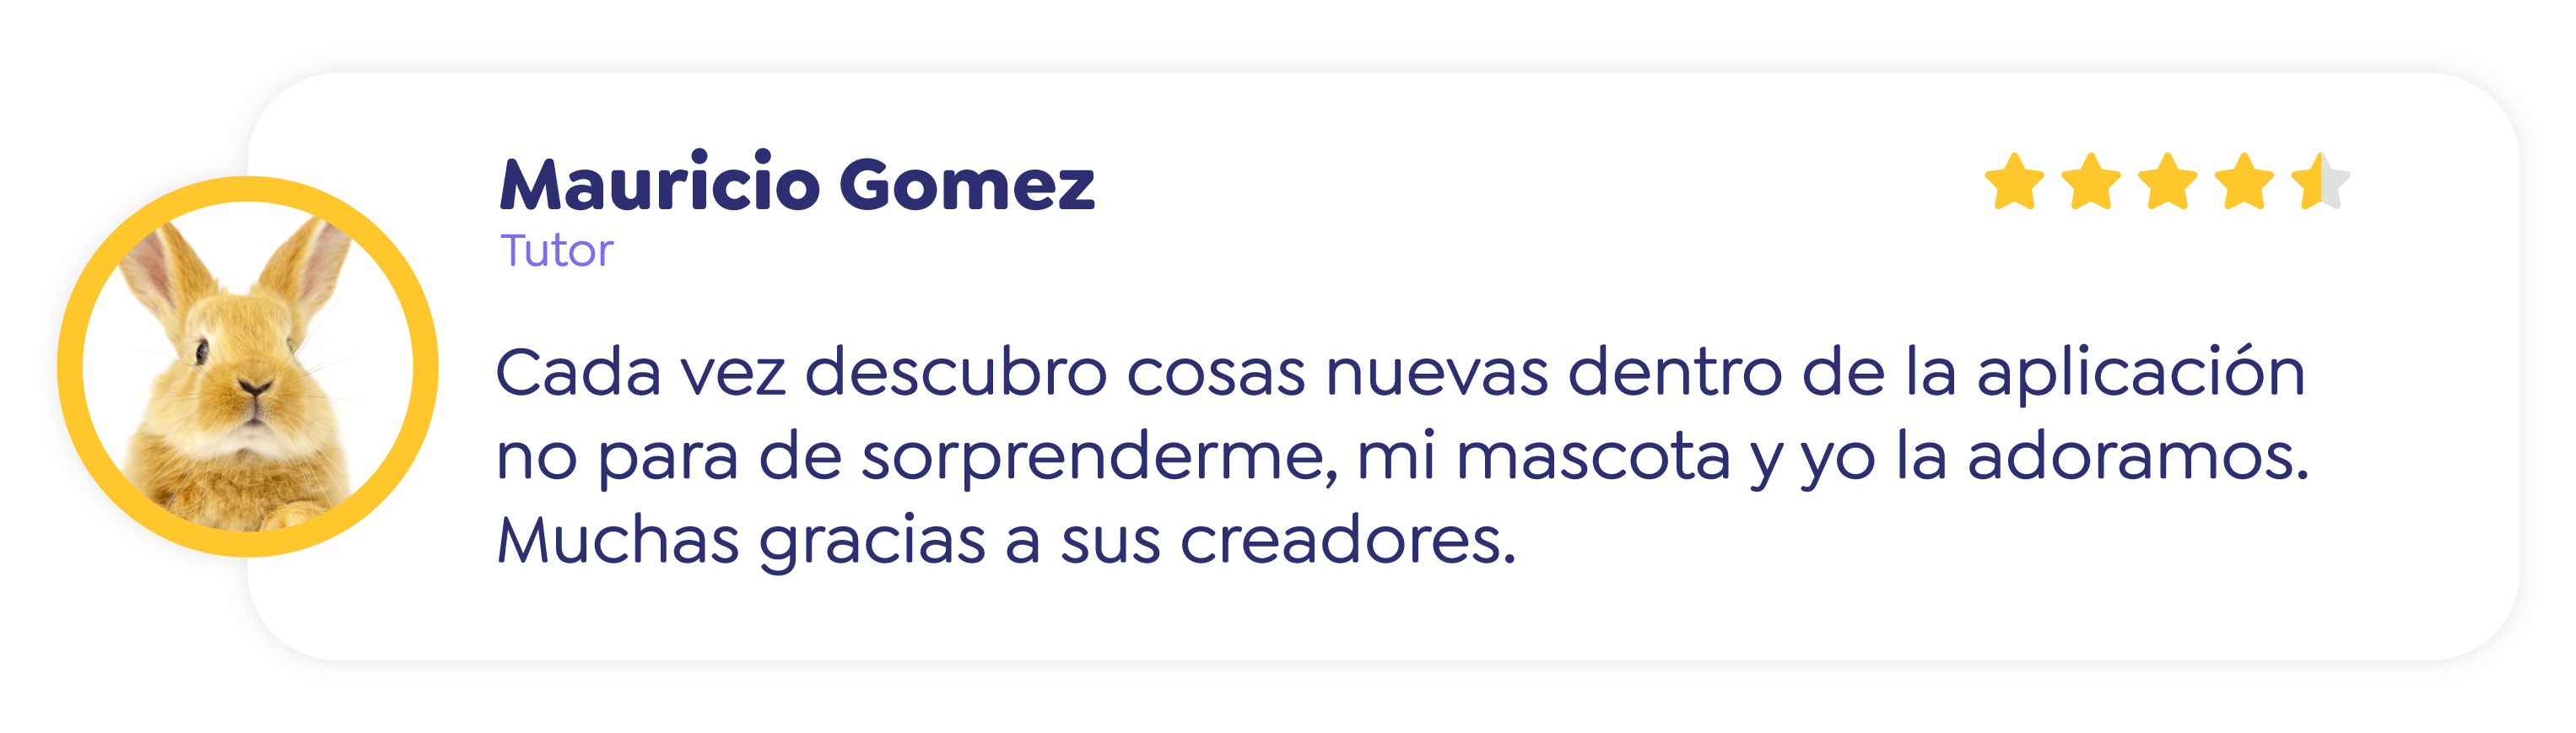 Mauricio Gomez
Tutor
Cada vez descubro cosas nuevas dentro de la aplicación
no para de sorprenderme, mi mascota y yo la adoramos.
Muchas gracias a sus creadores.